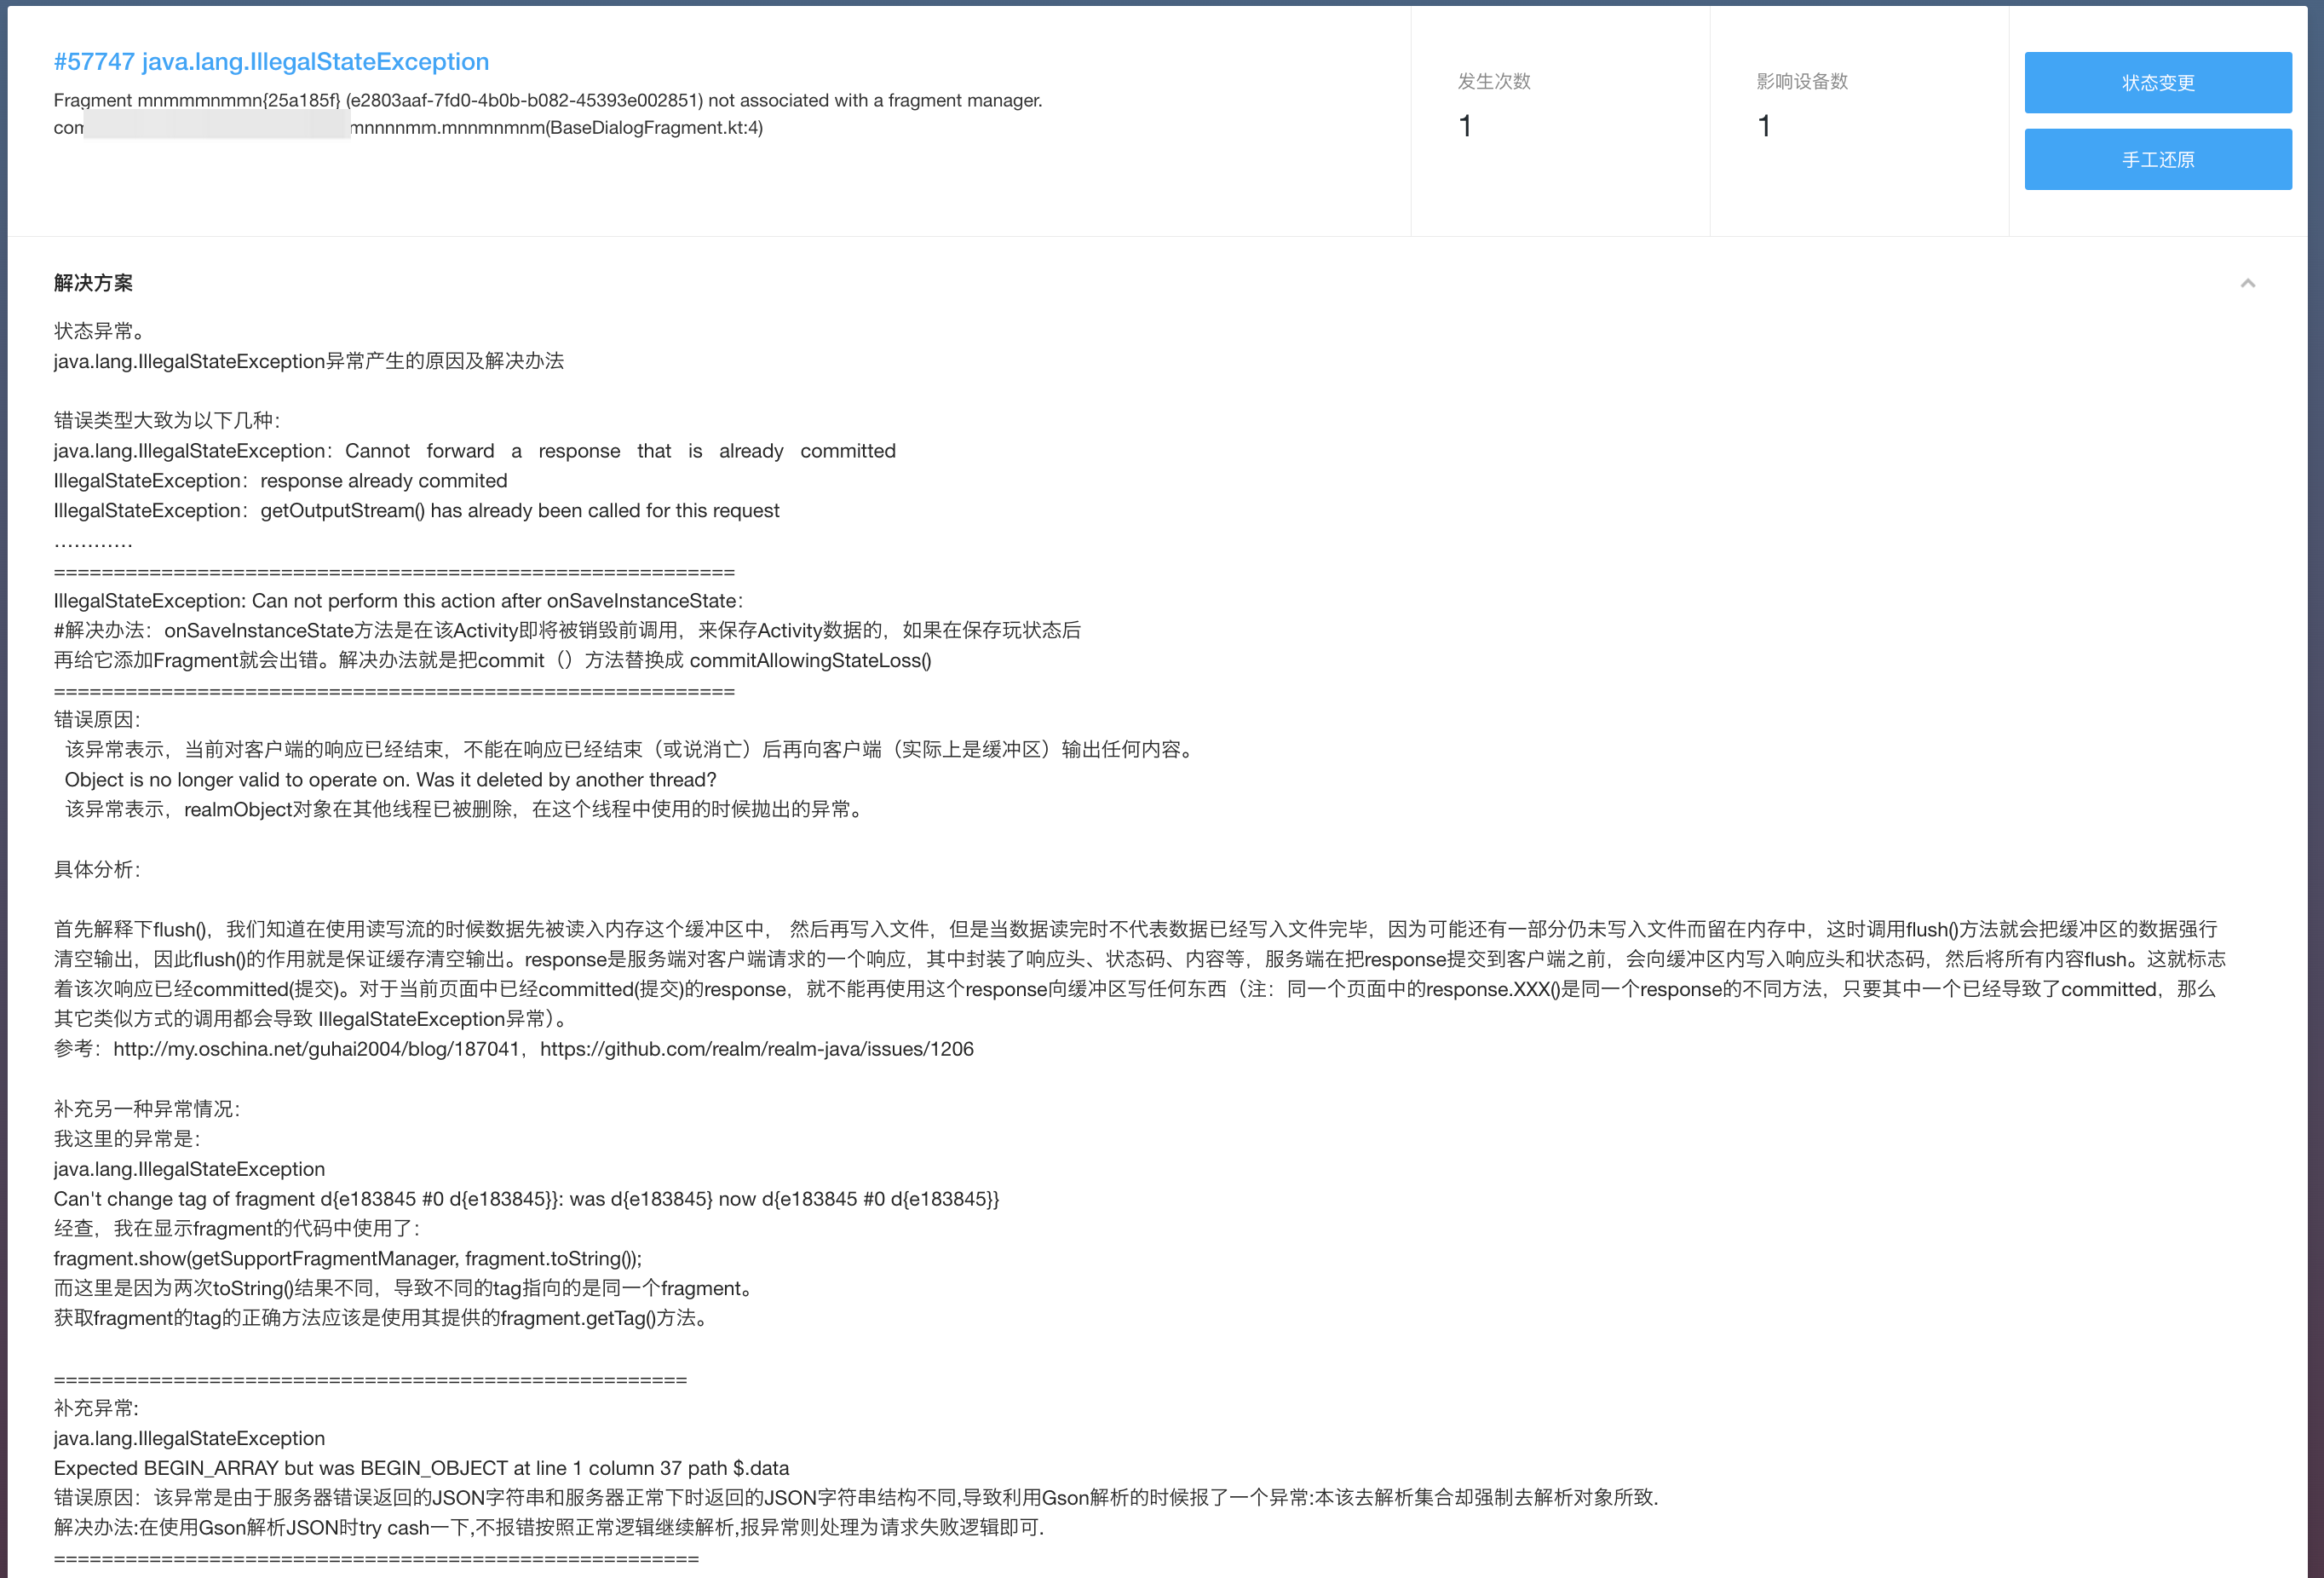 #57747 java.lang.IllegalStateException
Fragment mnmmmnmmn{25a185f} (e2803aaf-7fd0-4b0b-b082-45393e002851) not associated with a fragment manager.
com mnnnnmm.mnnmnmnm(BaseDialogFragment.kt:4)
发生次数
1
影响设备数
1
状态变更
手工还原
解决方案
状态异常。
java.lang.IllegalStateException异常产生的原因及解决办法
错误类型大致为以下几种：
java.lang.IllegalStateException：Cannot forward a response that is already committed
IllegalStateException：response already commited
IllegalStateException：getOutputStream() has already been called for this request
…………
=========================================================
IllegalStateException: Can not perform this action after onSaveInstanceState：
#解决办法：onSaveInstanceState方法是在该Activity即将被销毁前调用，来保存Activity数据的，如果在保存玩状态后
再给它添加Fragment就会出错。解决办法就是把commit（）方法替换成 commitAllowingStateLoss()
=========================================================
错误原因：
该异常表示，当前对客户端的响应已经结束，不能在响应已经结束（或说消亡）后再向客户端（实际上是缓冲区）输出任何内容。
Object is no longer valid to operate on. Was it deleted by another thread?
该异常表示，realmObject对象在其他线程已被删除，在这个线程中使用的时候抛出的异常。
具体分析：
首先解释下flush()，我们知道在使用读写流的时候数据先被读入内存这个缓冲区中， 然后再写入文件，但是当数据读完时不代表数据已经写入文件完毕，因为可能还有一部分仍未写入文件而留在内存中，这时调用flush()方法就会把缓冲区的数据强行
清空输出，因此flush()的作用就是保证缓存清空输出。response是服务端对客户端请求的一个响应，其中封装了响应头、状态码、内容等，服务端在把response提交到客户端之前，会向缓冲区内写入响应头和状态码，然后将所有内容flush。这就标志
着该次响应已经committed(提交)。对于当前页面中已经committed(提交)的response，就不能再使用这个response向缓冲区写任何东西（注：同一个页面中的response.XXX()是同一个response的不同方法，只要其中一个已经导致了committed，那么
其它类似方式的调用都会导致 IllegalStateException异常）。
参考：http://my.oschina.net/guhai2004/blog/187041，https://github.com/realm/realm-java/issues/1206
补充另一种异常情况：
我这里的异常是：
java.lang.IllegalStateException
Can't change tag of fragment d{e183845 #0 d{e183845}}: was d{e183845} now d{e183845 #0 d{e183845}}
经查，我在显示fragment的代码中使用了：
fragment.show(getSupportFragmentManager, fragment.toString());
而这里是因为两次toString()结果不同，导致不同的tag指向的是同一个fragment。
获取fragment的tag的正确方法应该是使用其提供的fragment.getTag()方法。
=====================================================
补充异常:
java.lang.IllegalStateException
Expected BEGIN_ARRAY but was BEGIN_OBJECT at line 1 column 37 path $.data
错误原因：该异常是由于服务器错误返回的JSON字符串和服务器正常下时返回的JSON字符串结构不同,导致利用Gson解析的时候报了一个异常:本该去解析集合却强制去解析对象所致.
解决办法:在使用Gson解析JSON时try cash一下,不报错按照正常逻辑继续解析,报异常则处理为请求失败逻辑即可.
======================================================